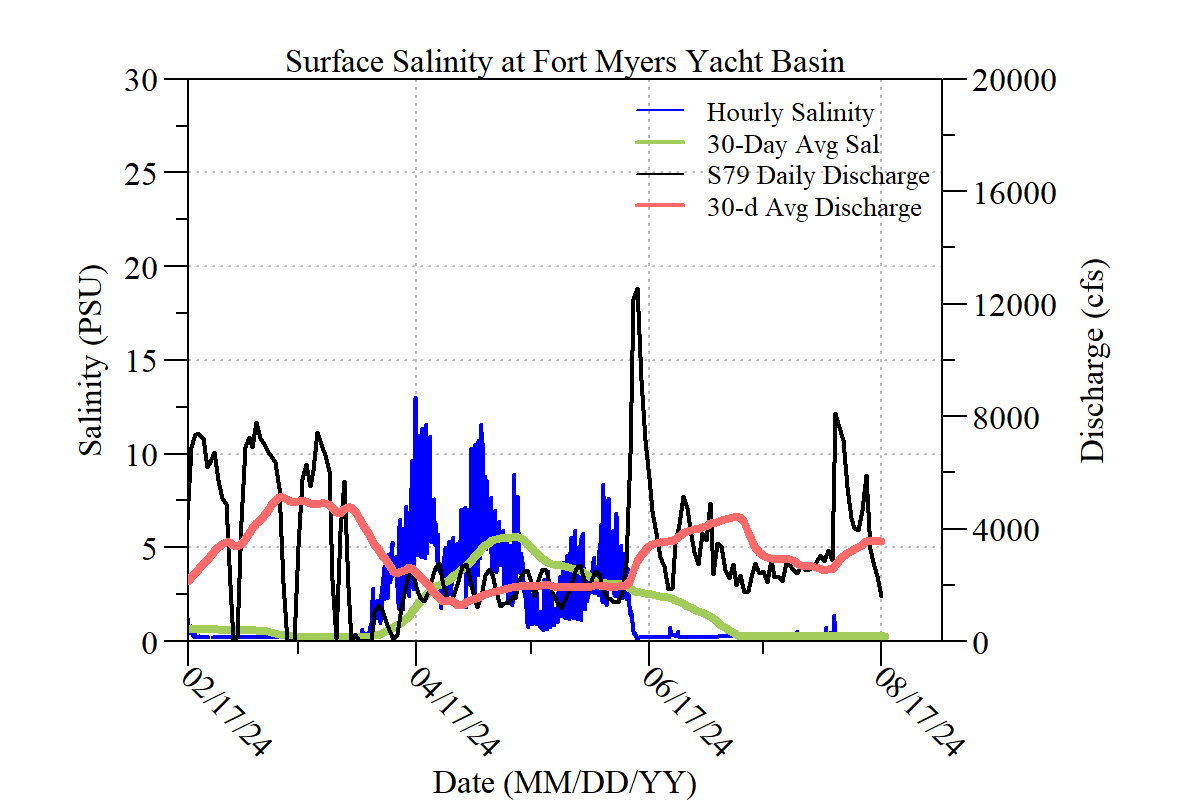 Surface Salinity at Fort Myers Yacht Basin
30
25
20
15
10
5
0
20000
16000
12000
8000
4000
0
Hourly Salinity
30-Day Avg Sal
S79 Daily Discharge
30-d Avg Discharge
Salinity (PSU)
Discharge (cfs)
02/17/24
04/17/24
06/17/24
08/17/24
Date (MM/DD/YY)